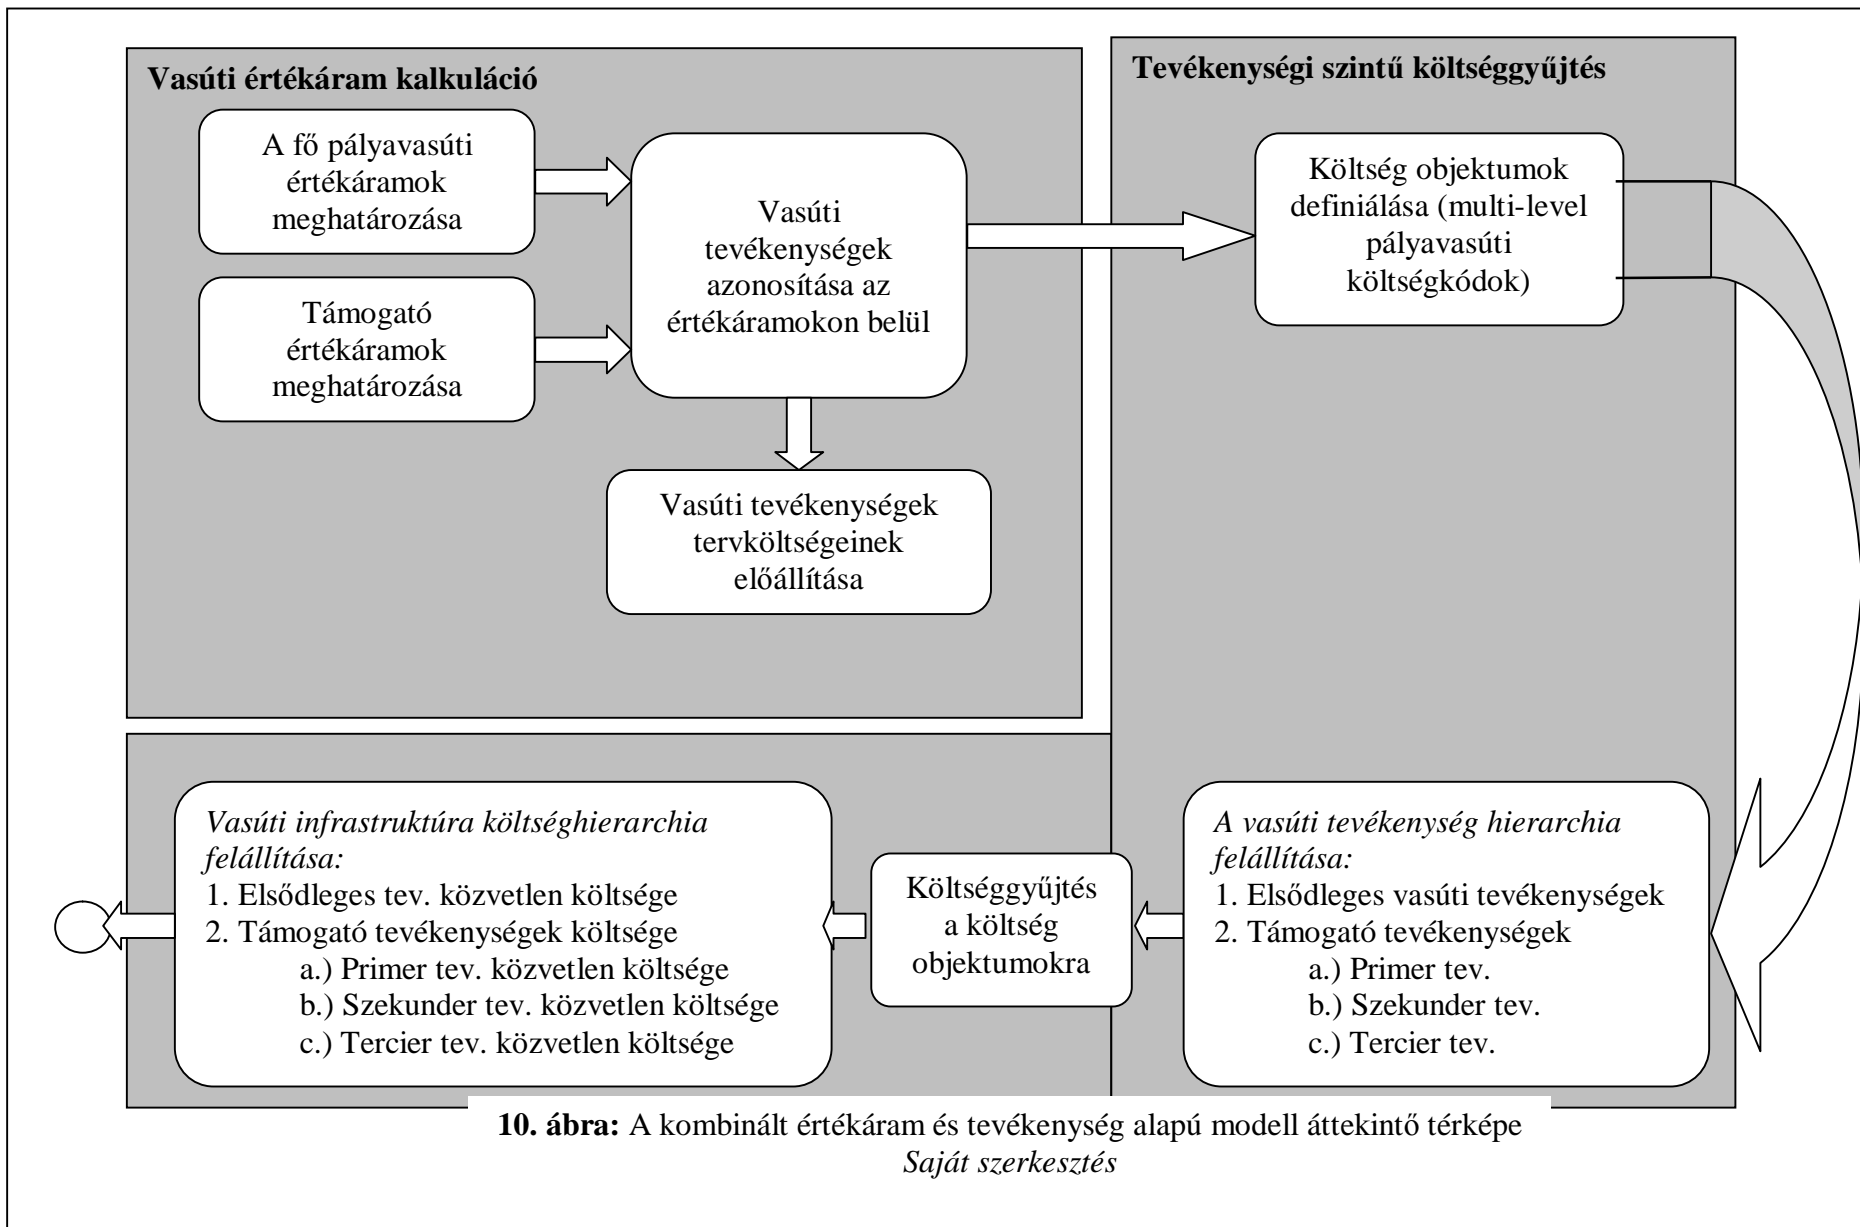 Vasúti értékáram kalkuláció
A fő pályavasúti
értékáramok
meghatározása
Támogató
értékáramok
meghatározása
Vasúti
tevékenységek
azonosítása az
értékáramokon belül
Vasúti tevékenységek
tervköltségeinek
előállítása
Tevékenységi szintű költséggyűjtés
Költség objektumok
definiálása (multi-level
pályavasúti
költségkódok)
A vasúti tevékenység hierarchia
felállítása:
1. Elsődleges vasúti tevékenységek
2. Támogató tevékenységek
a.) Primer tev.
b.) Szekunder tev.
c.) Tercier tev.
Költséggyűjtés
a költség
objektumokra
Vasúti infrastruktúra költséghierarchia
felállítása:
1. Elsődleges tev. közvetlen költsége
2. Támogató tevékenységek költsége
a.) Primer tev. közvetlen költsége
b.) Szekunder tev. közvetlen költsége
c.) Tercier tev. közvetlen költsége
10. ábra: A kombinált értékáram és tevékenység alapú modell áttekintő térképe
Saját szerkesztés